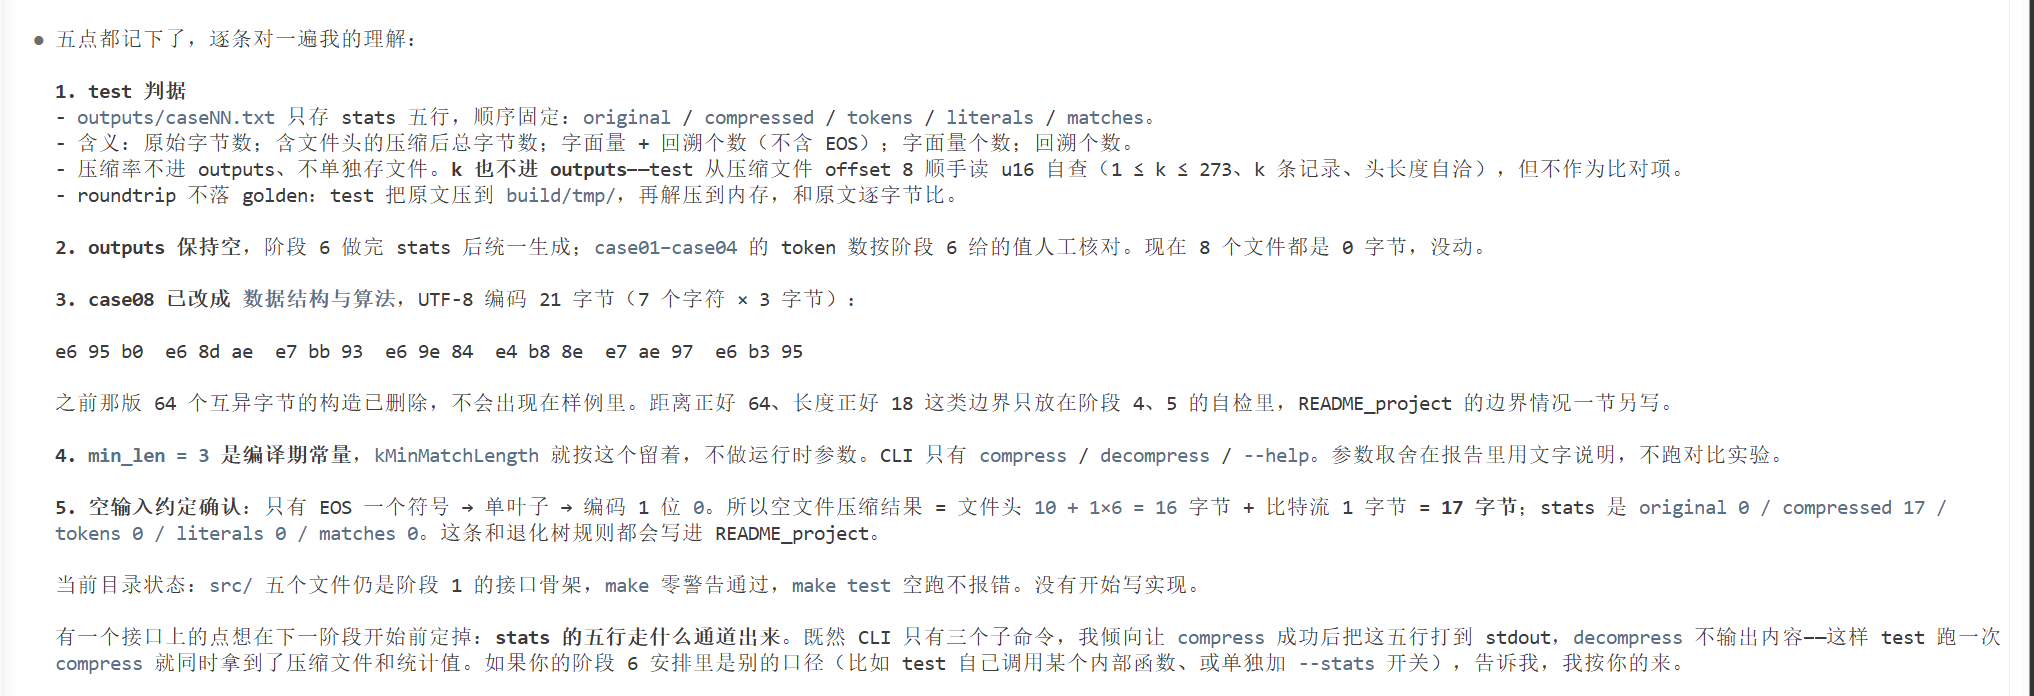 ● 五点都记下了，逐条对一遍我的理解：
1. test 判据
- outputs/caseNN.txt 只存 stats 五行，顺序固定：original / compressed / tokens / literals / matches。
- 含义：原始字节数；含文件头的压缩后总字节数；字面量 + 回溯个数（不含 EOS）；字面量个数；回溯个数。
- 压缩率不进 outputs、不单独存文件。k 也不进 outputs——test 从压缩文件 offset 8 顺手读 u16 自查（1 ≤ k ≤ 273、k 条记录、头长度自洽），但不作为比对项。
- roundtrip 不落 golden：test 把原文压到 build/tmp/，再解压到内存，和原文逐字节比。
2. outputs 保持空，阶段 6 做完 stats 后统一生成；case01–case04 的 token 数按阶段 6 给的值人工核对。现在 8 个文件都是 0 字节，没动。
3. case08 已改成 数据结构与算法，UTF-8 编码 21 字节（7 个字符 × 3 字节）：
e6 95 b0  e6 8d ae  e7 bb 93  e6 9e 84  e4 b8 8e  e7 ae 97  e6 b3 95
之前那版 64 个互异字节的构造已删除，不会出现在样例里。距离正好 64、长度正好 18 这类边界只放在阶段 4、5 的自检里，README_project 的边界情况一节另写。
4. min_len = 3 是编译期常量，kMinMatchLength 就按这个留着，不做运行时参数。CLI 只有 compress / decompress / --help。参数取舍在报告里用文字说明，不跑对比实验。
5. 空输入约定确认：只有 EOS 一个符号 → 单叶子 → 编码 1 位 0。所以空文件压缩结果 = 文件头 10 + 1×6 = 16 字节 + 比特流 1 字节 = 17 字节；stats 是 original 0 / compressed 17 /
tokens 0 / literals 0 / matches 0。这条和退化树规则都会写进 README_project。
当前目录状态：src/ 五个文件仍是阶段 1 的接口骨架，make 零警告通过，make test 空跑不报错。没有开始写实现。
有一个接口上的点想在下一阶段开始前定掉：stats 的五行走什么通道出来。既然 CLI 只有三个子命令，我倾向让 compress 成功后把这五行打到 stdout，decompress 不输出内容——这样 test 跑一次
compress 就同时拿到了压缩文件和统计值。如果你的阶段 6 安排里是别的口径（比如 test 自己调用某个内部函数、或单独加 --stats 开关），告诉我，我按你的来。